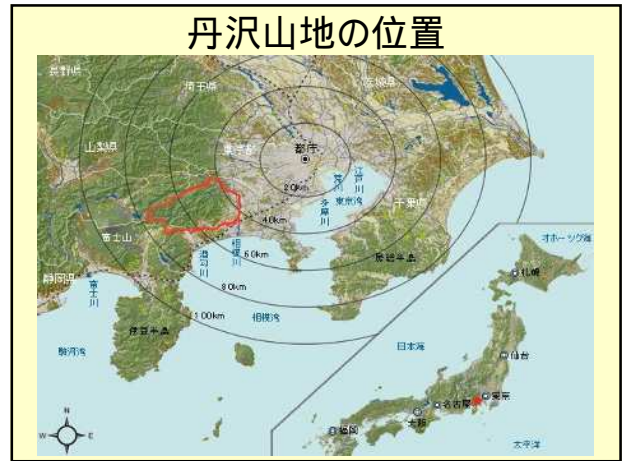 丹沢山地の位置
長野県
埼玉県
茨城県
山梨県
東京都
都庁
荒川
江戸川
20km
多摩川
東京湾
千葉県
40km
富士山
相模川
酒匂川
60km
房総半島
静岡県
富士川
80km
100km
相模湾
伊豆半島
駿河湾
オホーツク海
札幌
日本海
仙台
東京
名古屋
大阪
福岡
太平洋
N
W
E